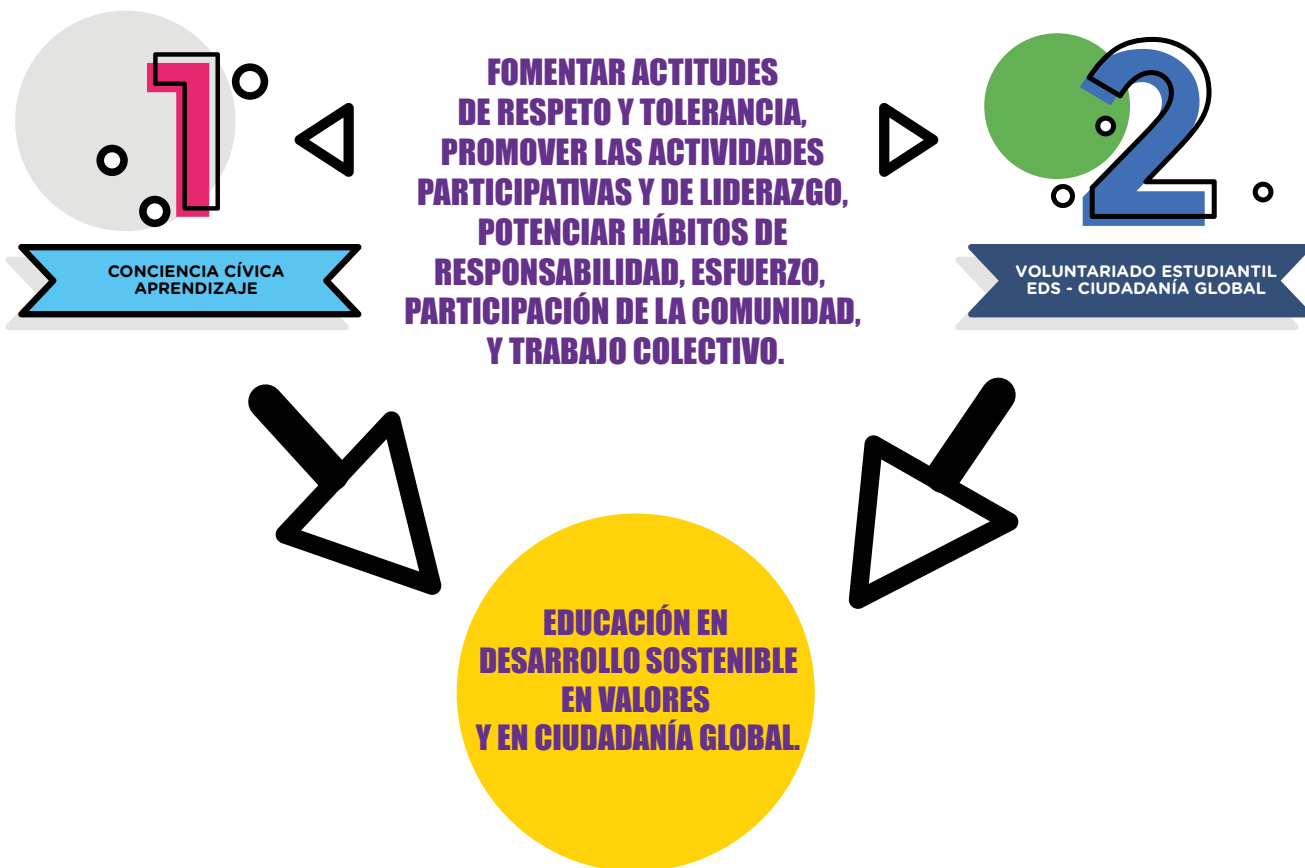 1
CONCIENCIA CÍVICA
APRENDIZAJE
FOMENTAR ACTITUDES
DE RESPETO Y TOLERANCIA,
PROMOVER LAS ACTIVIDADES
PARTICIPATIVAS Y DE LIDERAZGO,
POTENCIAR HÁBITOS DE
RESPONSABILIDAD, ESFUERZO,
PARTICIPACIÓN DE LA COMUNIDAD,
Y TRABAJO COLECTIVO.
2
VOLUNTARIADO ESTUDIANTIL
EDS - CIUDADANÍA GLOBAL
EDUCACIÓN EN
DESARROLLO SOSTENIBLE
EN VALORES
Y EN CIUDADANÍA GLOBAL.